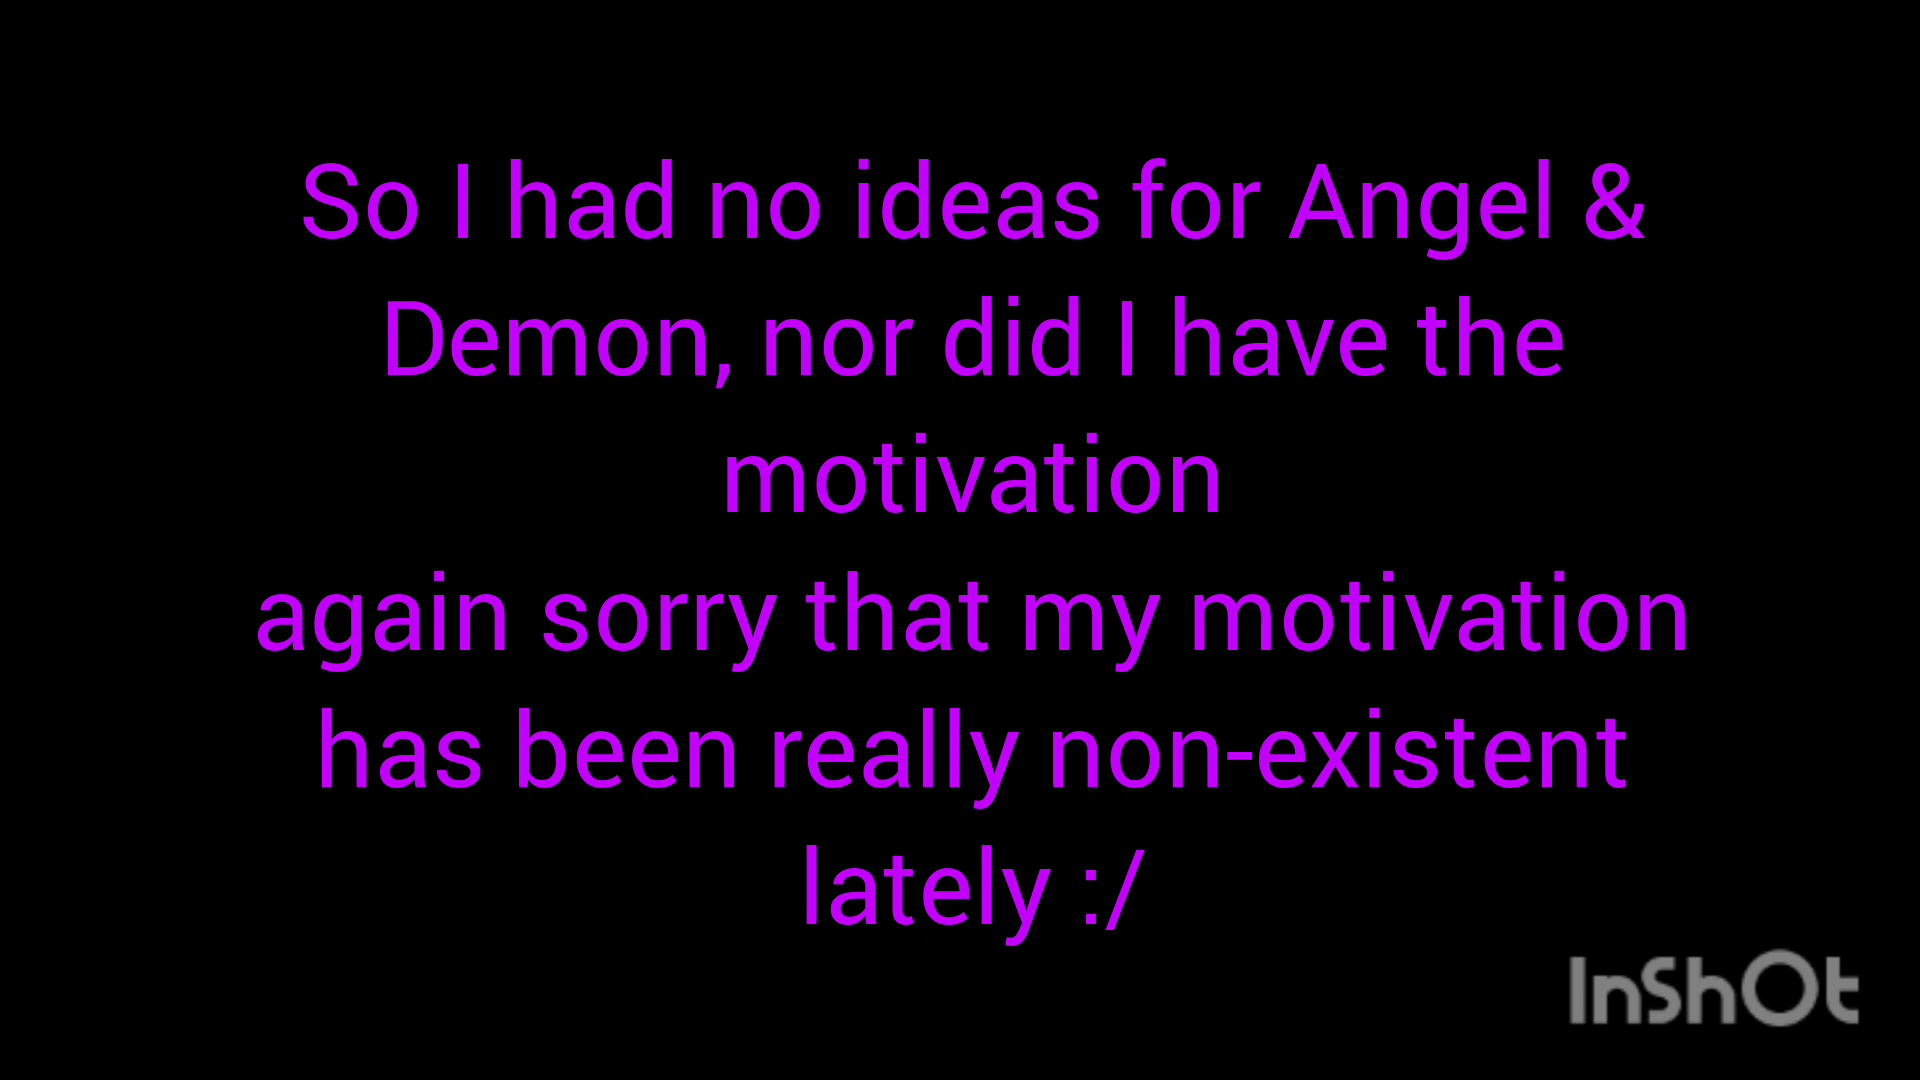 So I had no ideas for Angel &
Demon, nor did I have the
motivation
again sorry that my motivation
has been really non-existent
lately :/
InShOt